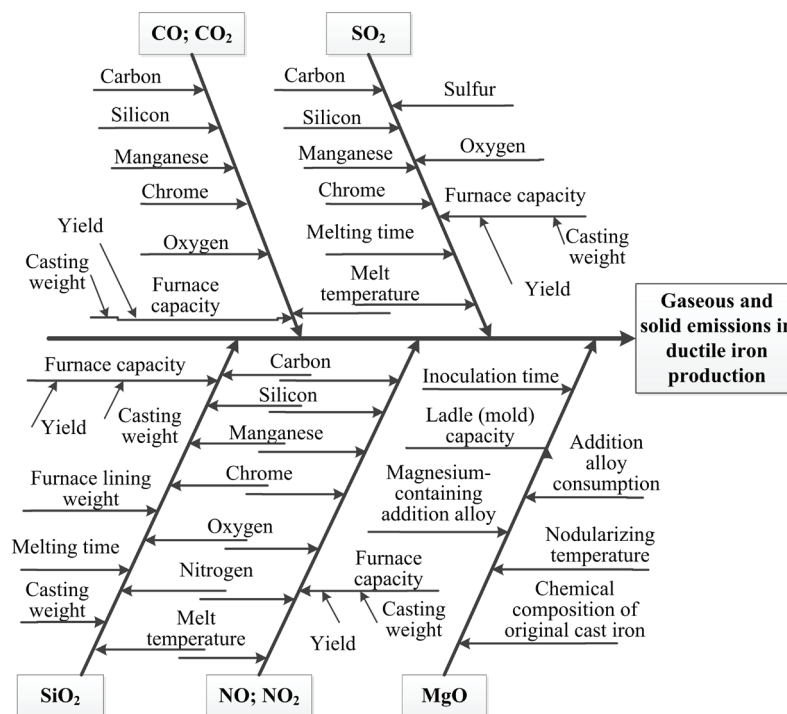 CO; CO₂
SO₂
Carbon
Silicon
Manganese
Chrome
Oxygen
Yield
Casting
weight
Furnace
capacity
Carbon
Silicon
Manganese
Chrome
Melting time
Melt
temperature
Sulfur
Oxygen
Furnace capacity
Casting
weight
Yield
Gaseous and
solid emissions in
ductile iron
production
Furnace capacity
Yield
Casting
weight
Furnace lining
weight
Melting time
Casting
weight
Carbon
Silicon
Manganese
Chrome
Oxygen
Nitrogen
Melt
temperature
Furnace
capacity
Casting
weight
Yield
Inoculation time
Ladle (mold)
capacity
Magnesium-
containing
addition alloy
Addition
alloy
consumption
Nodularizing
temperature
Chemical
composition of
original cast iron
SiO₂
NO; NO₂
MgO